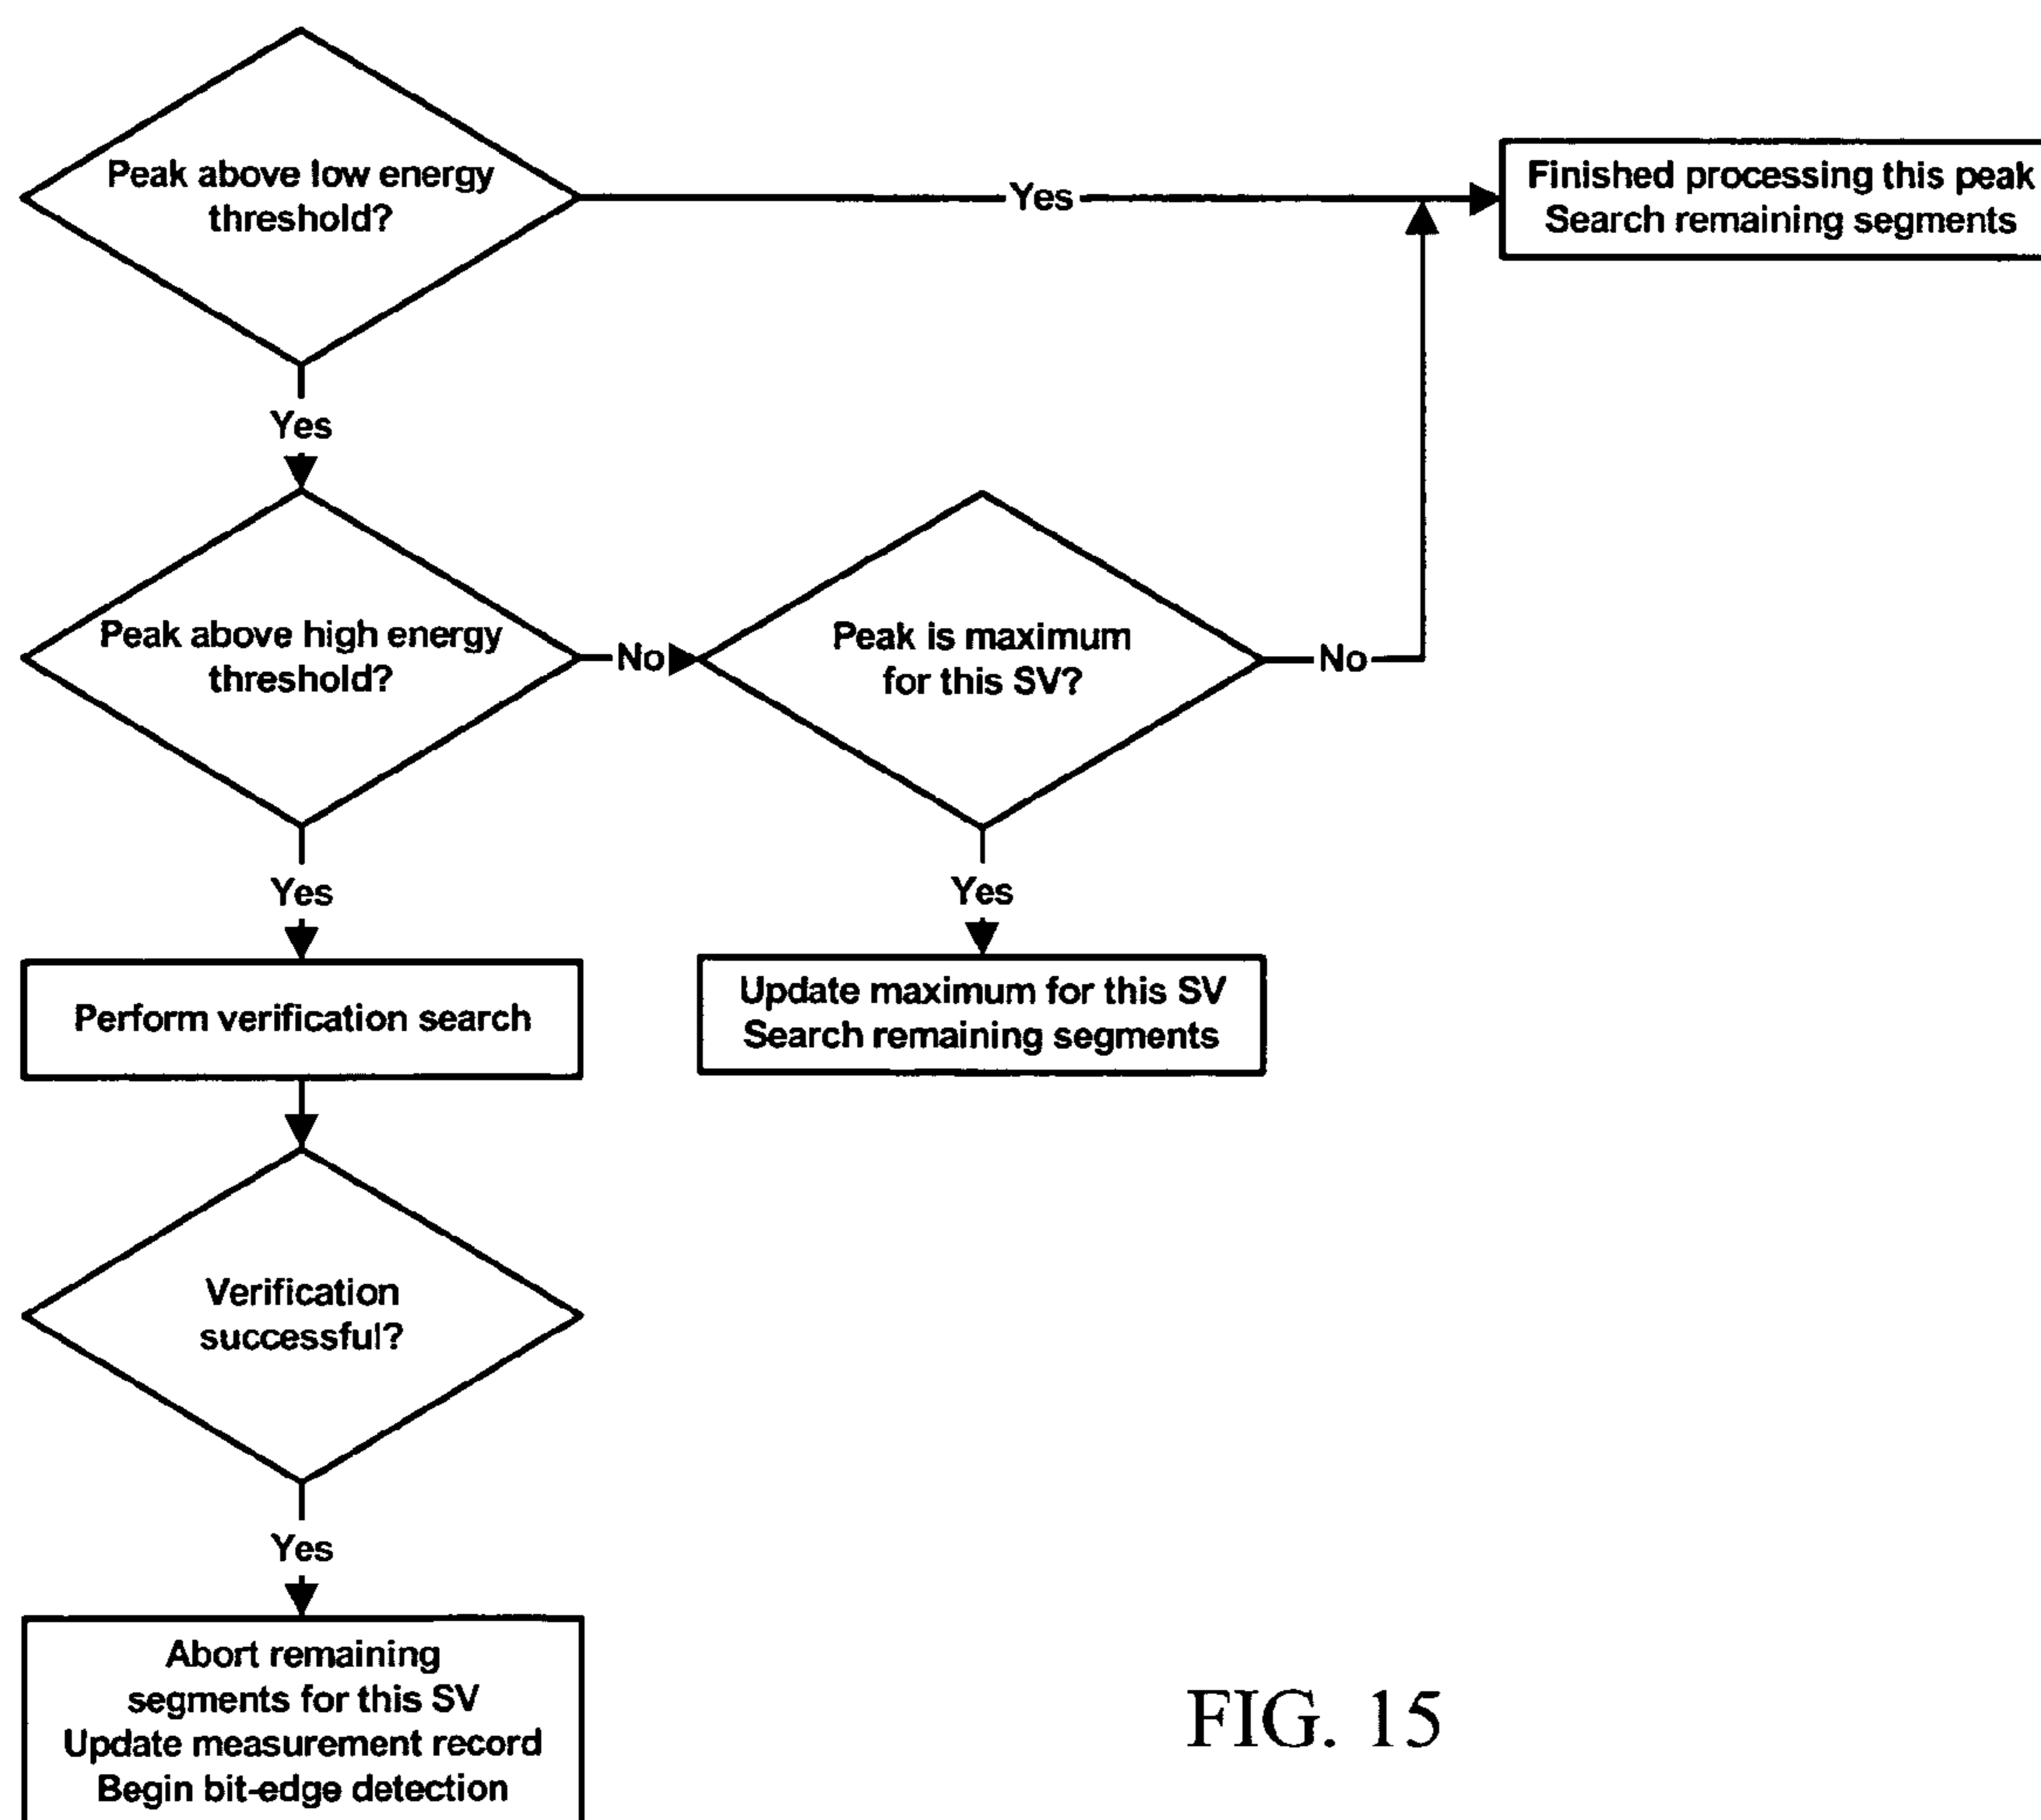 Peak above low energy
threshold?
Yes
Finished processing this peak
Search remaining segments
Yes
Peak above high energy
threshold?
No
Peak is maximum
for this SV?
No
Yes
Yes
Perform verification search
Update maximum for this SV
Search remaining segments
Verification
successful?
Yes
Abort remaining
segments for this SV
Update measurement record
Begin bit-edge detection
FIG. 15